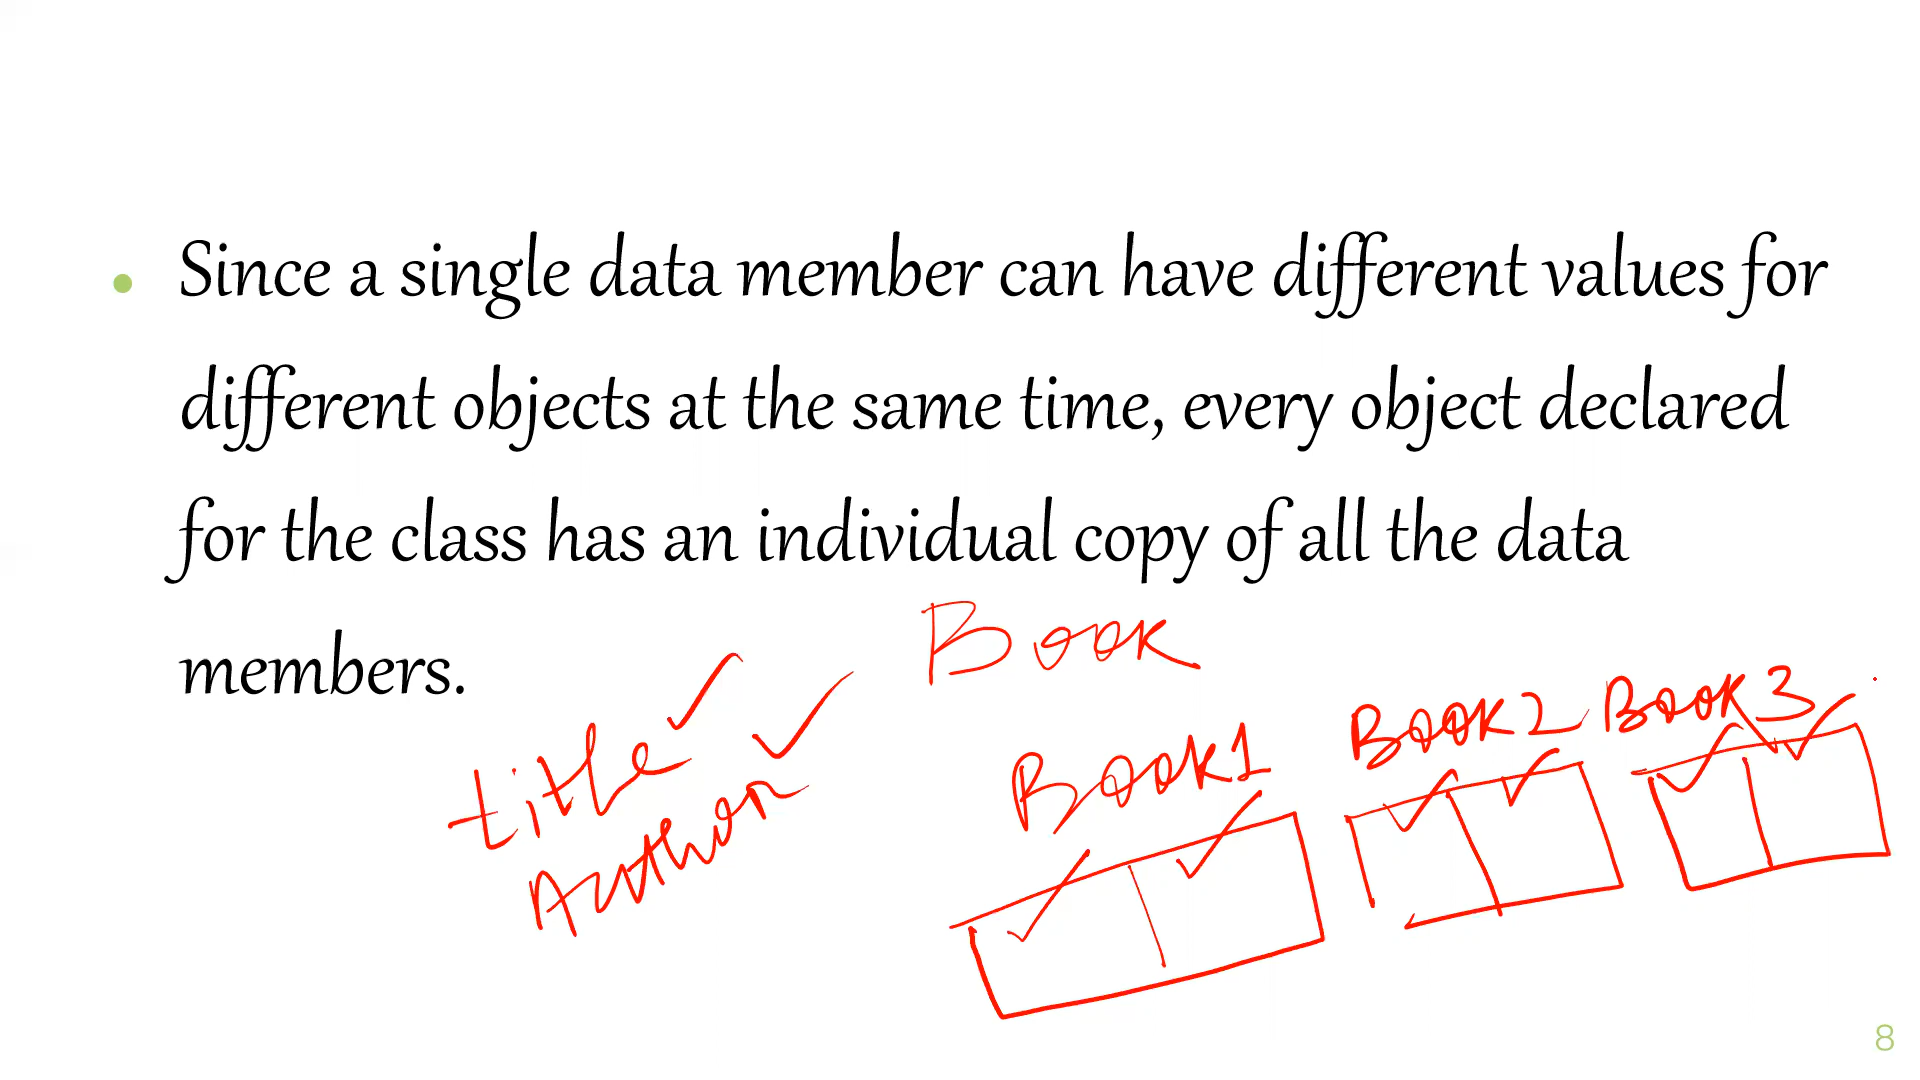 Since a single data member can have different values for
different objects at the same time, every object declared
for the class has an individual copy of all the data
members.
Book
title
Author
Book1
Book2
Book3
8